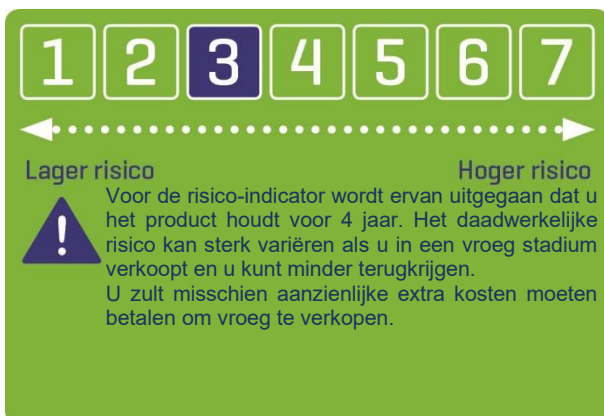 1 2 3 4 5 6 7
Lager risico Hoger risico
Voor de risico-indicator wordt ervan uitgegaan dat u
het product houdt voor 4 jaar. Het daadwerkelijke
risico kan sterk variëren als u in een vroeg stadium
verkoopt en u kunt minder terugkrijgen.
U zult misschien aanzienlijke extra kosten moeten
betalen om vroeg te verkopen.